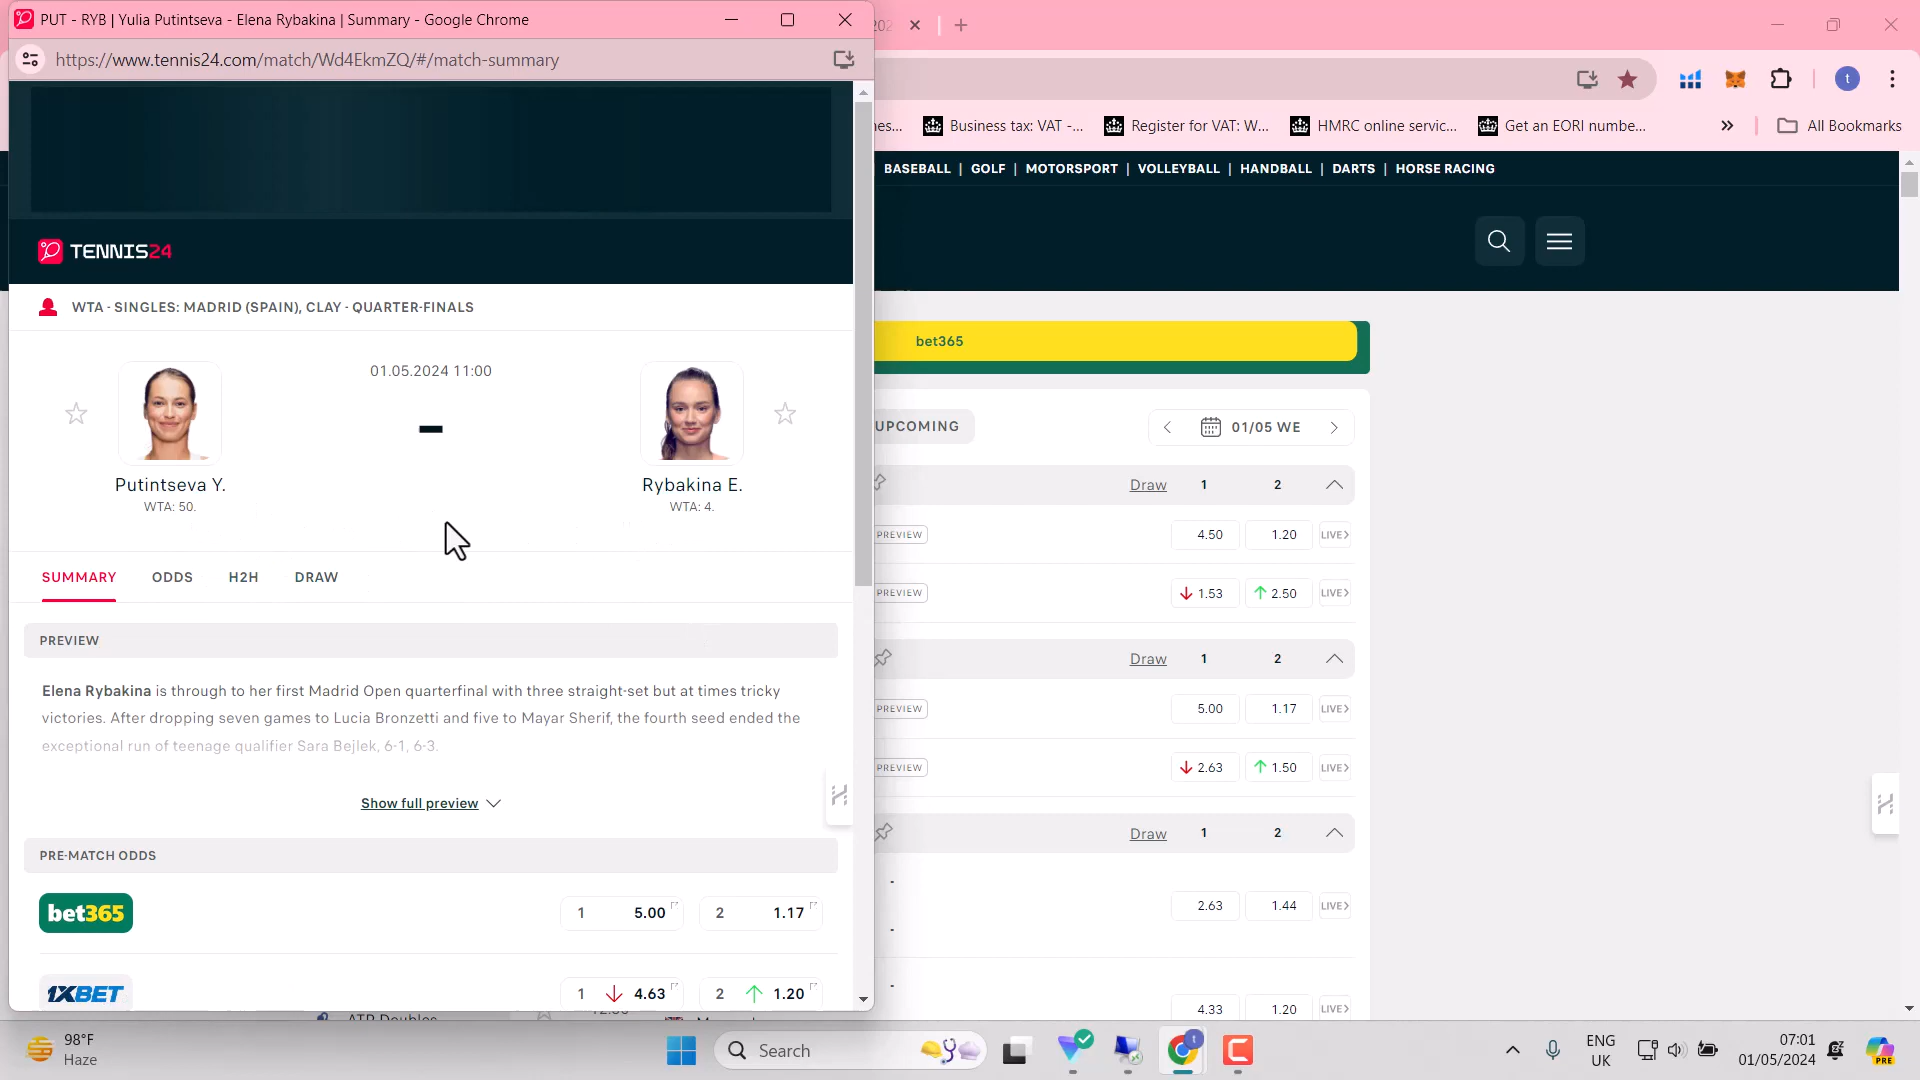 PUT - RYB | Yulia Putintseva - Elena Rybakina | Summary - Google Chrome
https://www.tennis24.com/match/Wd4EkmZQ/#/match-summary
Business tax: VAT -...
Register for VAT: W...
HMRC online servic...
Get an EORI numbe...
All Bookmarks
t
BASEBALL | GOLF | MOTORSPORT | VOLLEYBALL | HANDBALL | DARTS | HORSE RACING
TENNIS24
WTA - SINGLES: MADRID (SPAIN), CLAY - QUARTER-FINALS
01.05.2024 11:00
-
Putintseva Y.
WTA: 50.
Rybakina E.
WTA: 4.
SUMMARY ODDS H2H DRAW
PREVIEW
Elena Rybakina is through to her first Madrid Open quarterfinal with three straight-set but at times tricky
victories. After dropping seven games to Lucia Bronzetti and five to Mayar Sherif, the fourth seed ended the
exceptional run of teenage qualifier Sara Bejlek, 6-1, 6-3.
Show full preview
PRE-MATCH ODDS
bet365 1 5.00 2 1.17
1XBET 1 4.63 2 1.20
bet365
UPCOMING 01/05 WE
Draw 1 2
PREVIEW 4.50 1.20 LIVE
PREVIEW 1.53 2.50 LIVE
Draw 1 2
PREVIEW 5.00 1.17 LIVE
PREVIEW 2.63 1.50 LIVE
Draw 1 2
-
2.63 1.44 LIVE
-
-
4.33 1.20 LIVE
ATP Doubles
98°F
Haze
Search
ENG
UK
07:01
01/05/2024
PRE